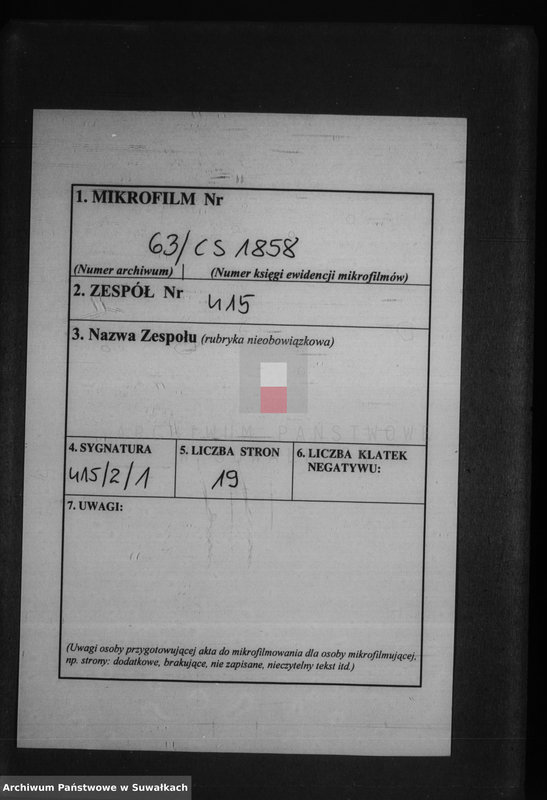 1. MIKROFILM Nr
63/CS 1858
(Numer archiwum) | (Numer księgi ewidencji mikrofilmów)
2. ZESPÓŁ Nr 415
3. Nazwa Zespołu (rubryka nieobowiązkowa)
ARCHIWUM PAŃSTWOWE
4. SYGNATURA
415/2/1
5. LICZBA STRON
19
6. LICZBA KLATEK
NEGATYWU:
7. UWAGI:
(Uwagi osoby przygotowującej akta do mikrofilmowania dla osoby mikrofilmującej,
np. strony: dodatkowe, brakujące, nie zapisane, nieczytelny tekst itd.)
Archiwum Państwowe w Suwałkach